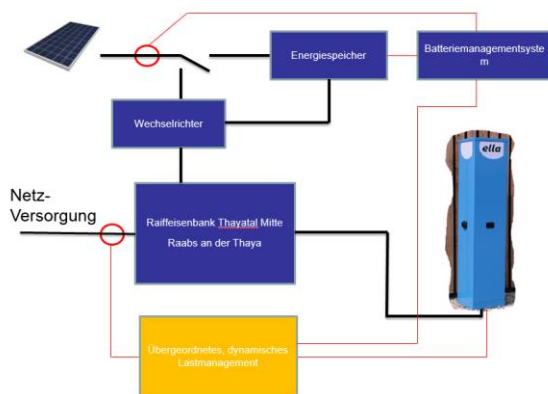 Energiespeicher
Batteriemanagementsyste
m
Wechselrichter
ella
Netz-
Versorgung
Raiffeisenbank Thayatal Mitte
Raabs an der Thaya
Übergeordnetes, dynamisches
Lastmanagement